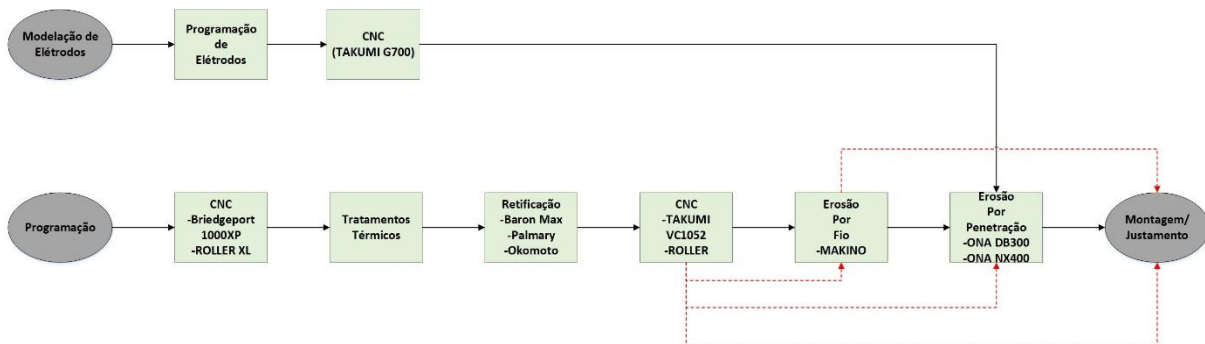 Modelação de
Elétrodos
Programação
de
Elétrodos
CNC
(TAKUMI G700)
Programação
CNC
-Briedgeport
1000XP
-ROLLER XL
Tratamentos
Térmicos
Retificação
-Baron Max
-Palmary
-Okomoto
CNC
-TAKUMI
VC1052
-ROLLER
Erosão
Por
Fio
-MAKINO
Erosão
Por
Penetração
-ONA DB300
-ONA NX400
Montagem/
Justamento